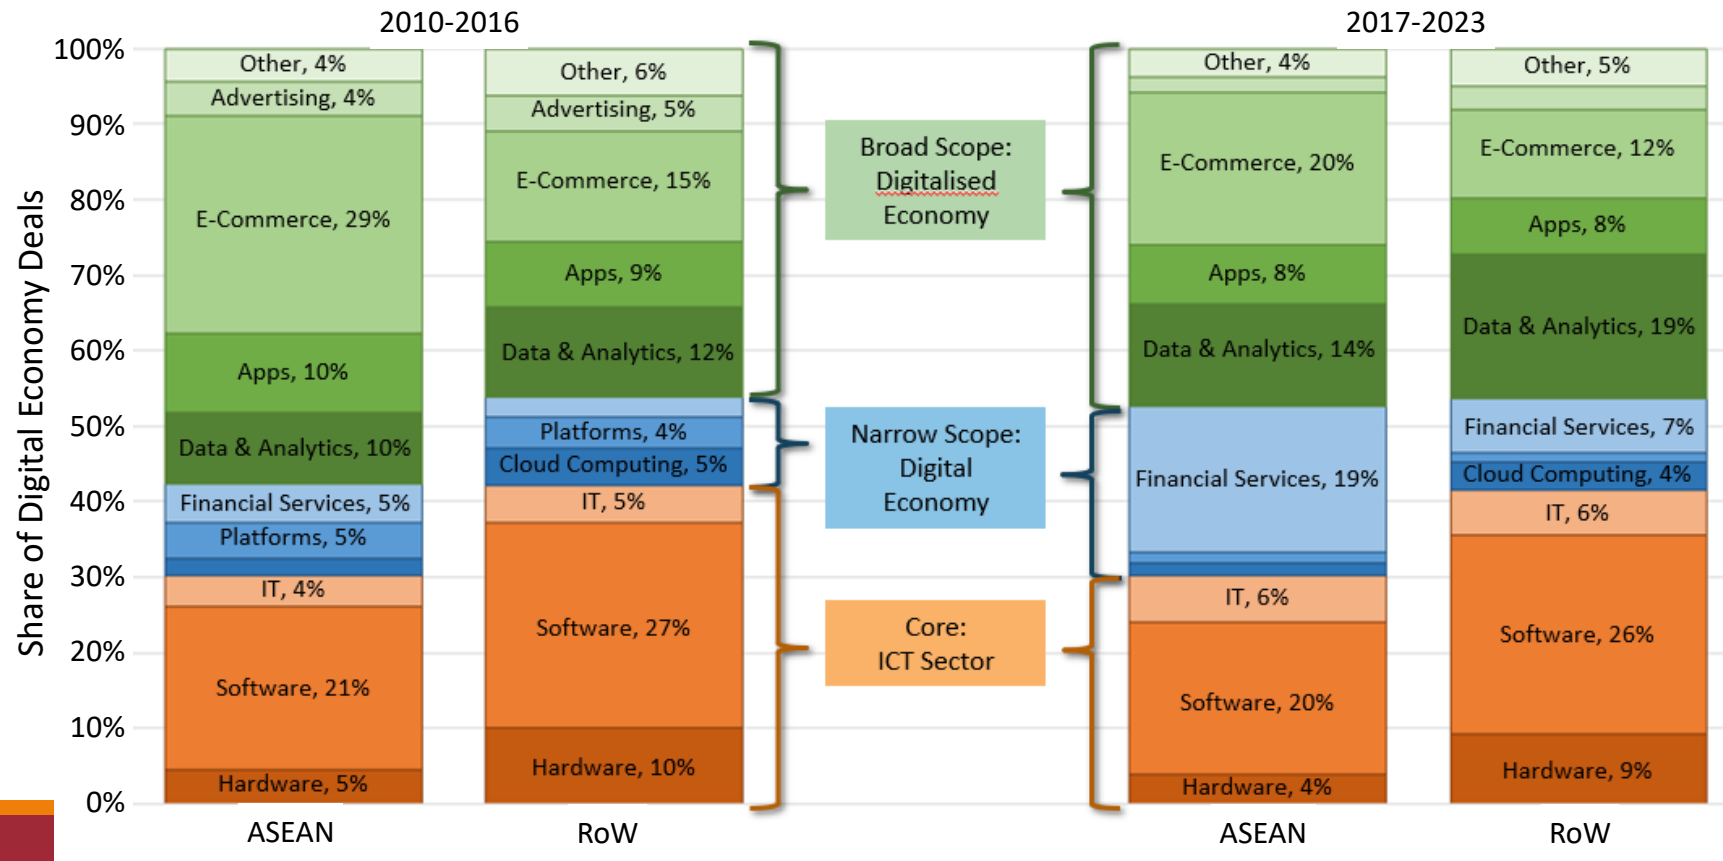 2010-2016
2017-2023
Share of Digital Economy Deals
100%
90%
80%
70%
60%
50%
40%
30%
20%
10%
0%
Other, 4%
Advertising, 4%
E-Commerce, 29%
Apps, 10%
Data & Analytics, 10%
Financial Services, 5%
Platforms, 5%
IT, 4%
Software, 21%
Hardware, 5%
ASEAN
Other, 6%
Advertising, 5%
E-Commerce, 15%
Apps, 9%
Data & Analytics, 12%
Platforms, 4%
Cloud Computing, 5%
IT, 5%
Software, 27%
Hardware, 10%
RoW
Broad Scope:
Digitalised
Economy
Narrow Scope:
Digital
Economy
Core:
ICT Sector
Other, 4%
E-Commerce, 20%
Apps, 8%
Data & Analytics, 14%
Financial Services, 19%
IT, 6%
Software, 20%
Hardware, 4%
ASEAN
Other, 5%
E-Commerce, 12%
Apps, 8%
Data & Analytics, 19%
Financial Services, 7%
Cloud Computing, 4%
IT, 6%
Software, 26%
Hardware, 9%
RoW